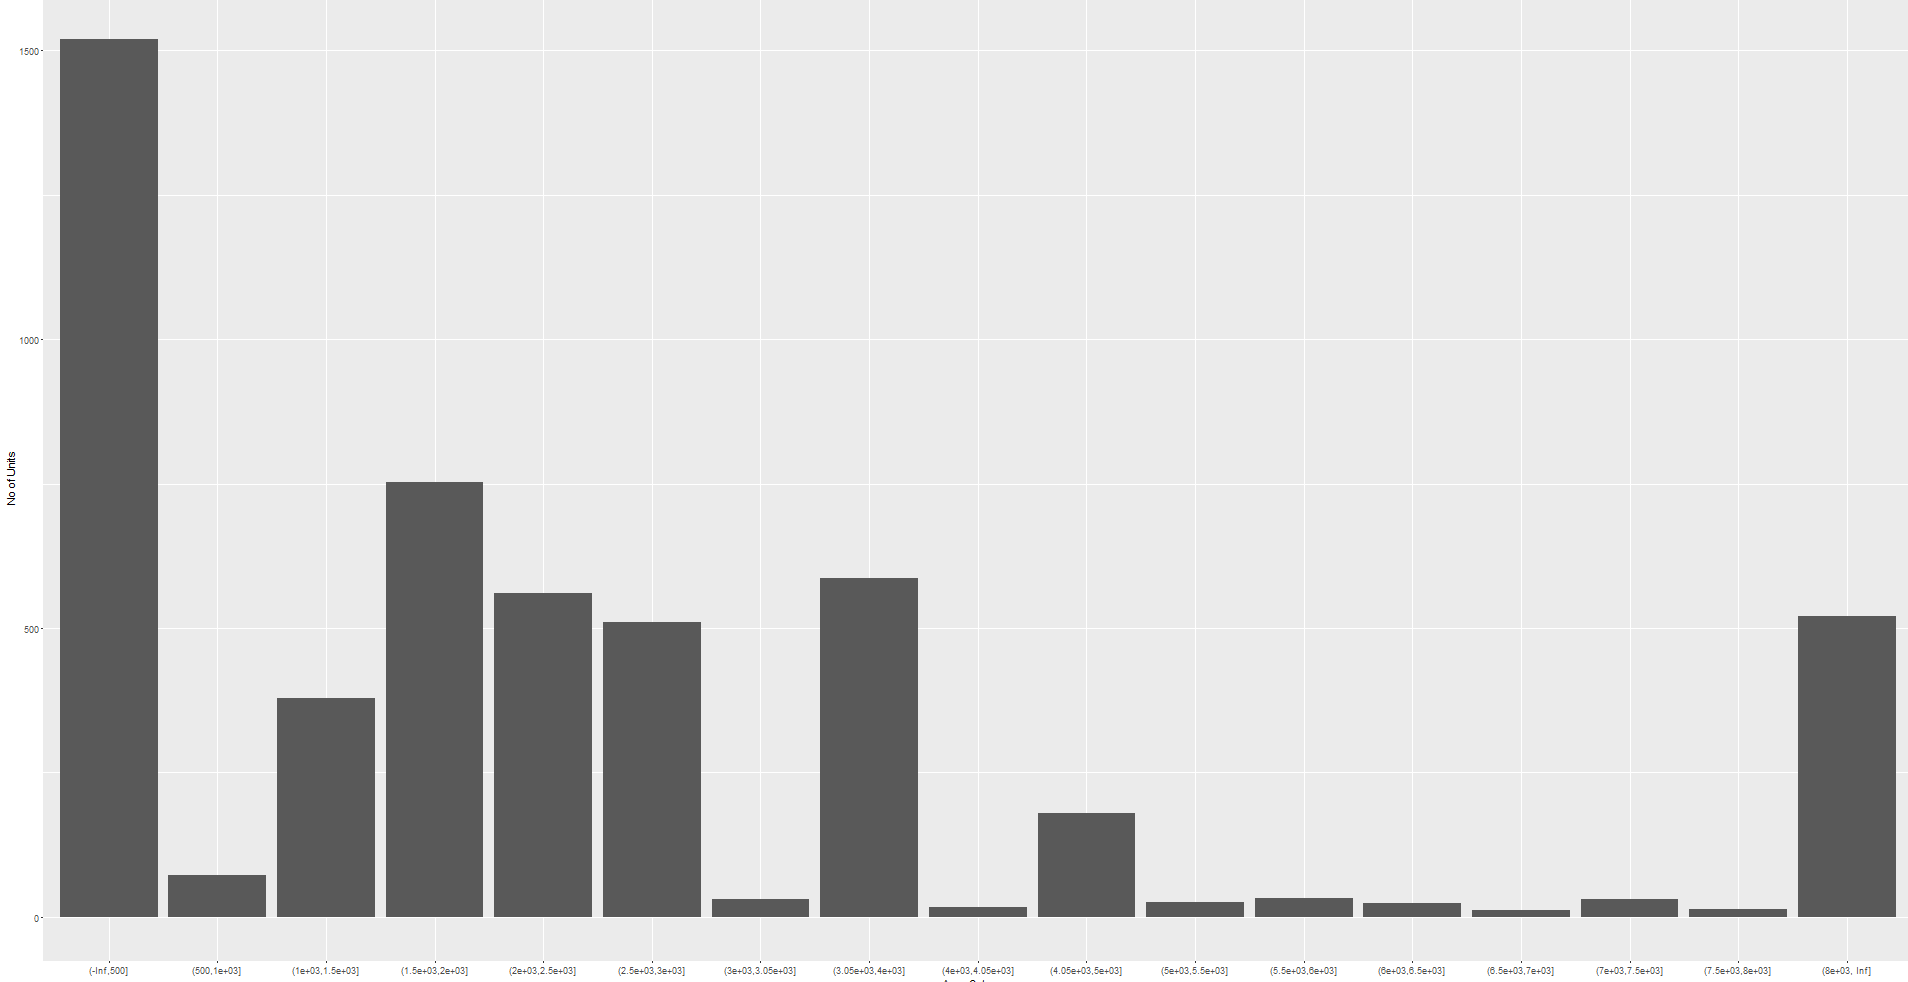 1500
1000
500
0
No of Units
(-Inf,500]
(500,1e+03]
(1e+03,1.5e+03]
(1.5e+03,2e+03]
(2e+03,2.5e+03]
(2.5e+03,3e+03]
(3e+03,3.05e+03]
(3.05e+03,4e+03]
(4e+03,4.05e+03]
(4.05e+03,5e+03]
(5e+03,5.5e+03]
(5.5e+03,6e+03]
(6e+03,6.5e+03]
(6.5e+03,7e+03]
(7e+03,7.5e+03]
(7.5e+03,8e+03]
(8e+03, Inf]